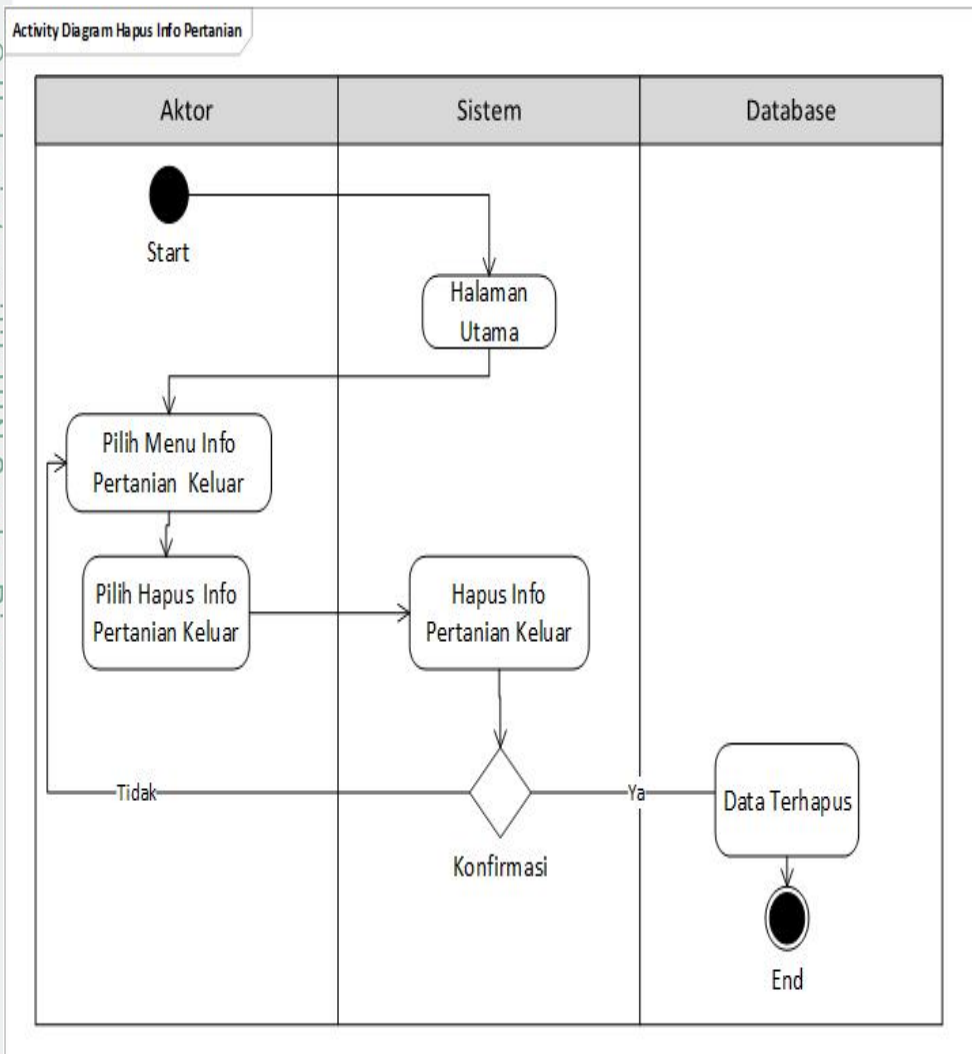 Activity Diagram Hapus Info Pertanian
Aktor
Sistem
Database
Start
Halaman
Utama
Pilih Menu Info
Pertanian Keluar
Pilih Hapus Info
Pertanian Keluar
Hapus Info
Pertanian Keluar
Tidak
Ya
Data Terhapus
Konfirmasi
End